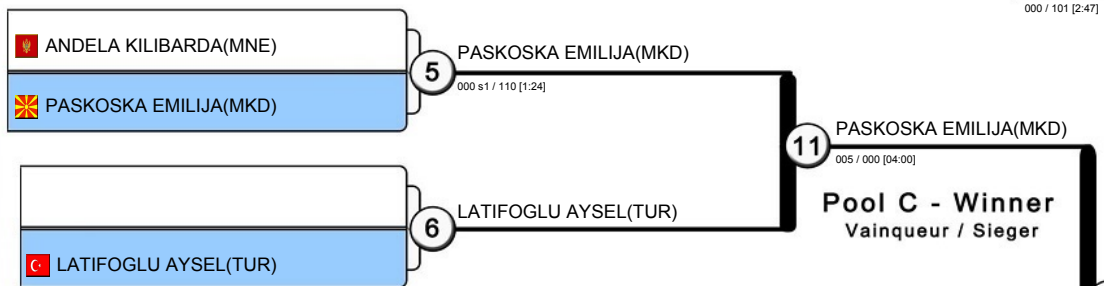 000 / 101 [2:47]
ANDELA KILIBARDA(MNE)
PASKOSKA EMILIJA(MKD)
5
PASKOSKA EMILIJA(MKD)
000 s1 / 110 [1:24]
11
PASKOSKA EMILIJA(MKD)
005 / 000 [04:00]
Pool C - Winner
Vainqueur / Sieger
6
LATIFOGLU AYSEL(TUR)
LATIFOGLU AYSEL(TUR)